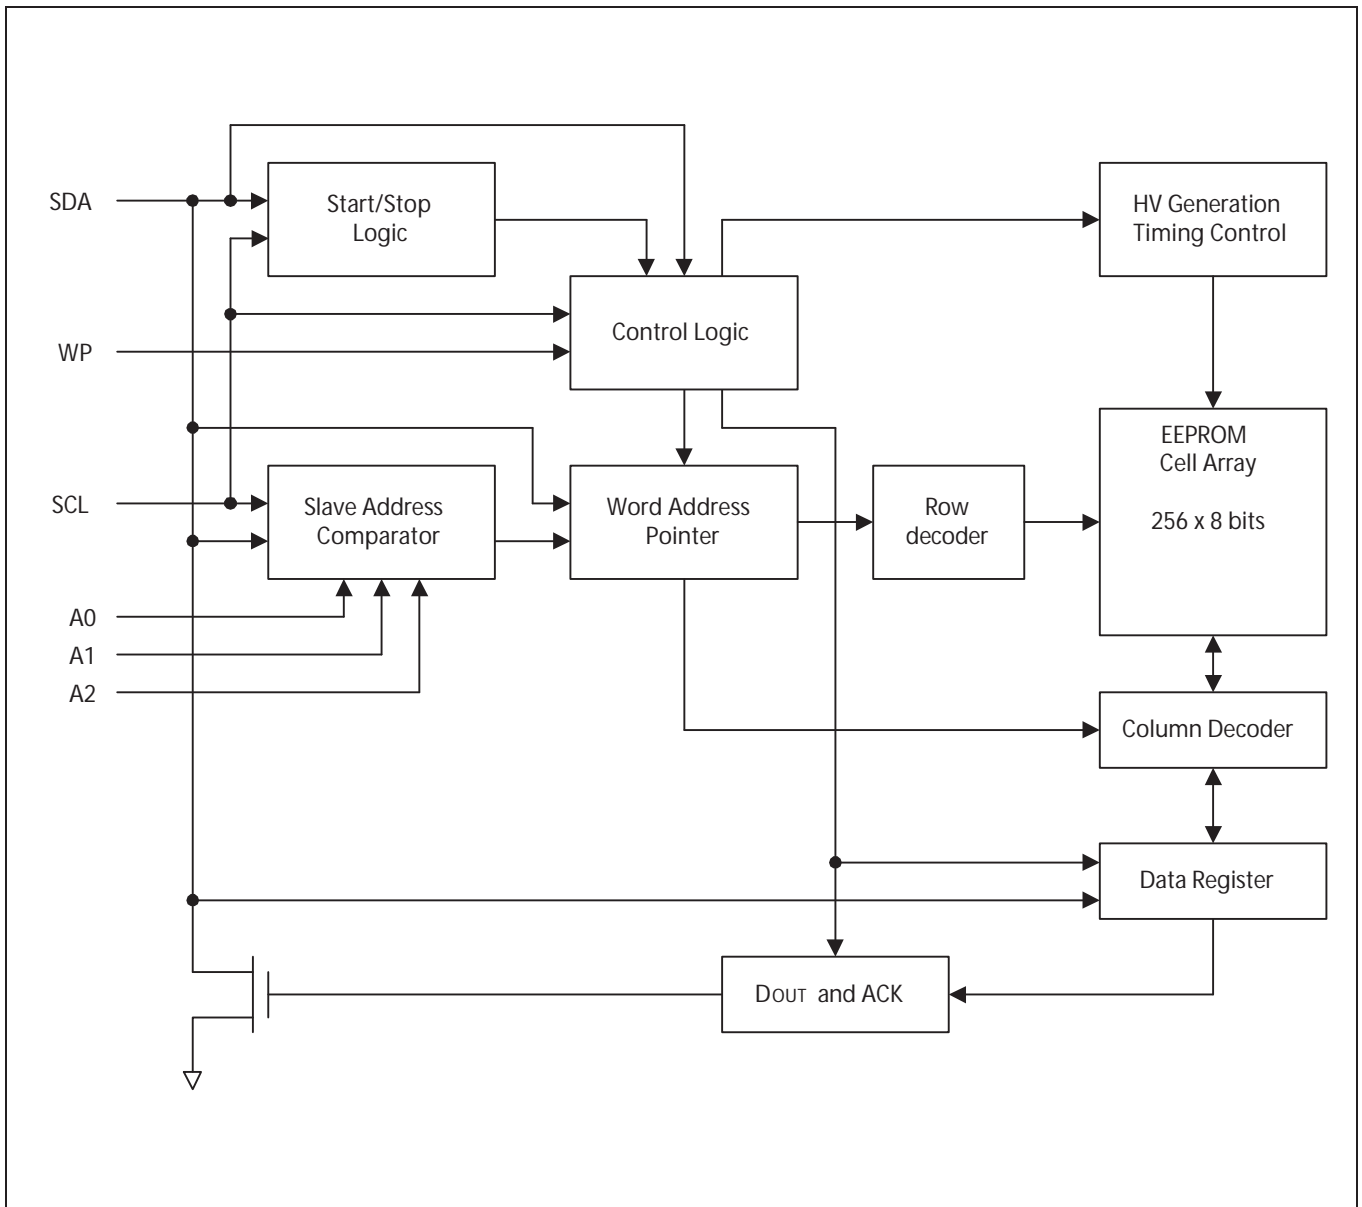 SDA
Start/Stop
Logic
HV Generation
Timing Control
Control Logic
WP
EEPROM
Cell Array
256 x 8 bits
SCL
Slave Address
Comparator
Word Address
Pointer
Row
decoder
A0
A1
A2
Column Decoder
Data Register
DOUT and ACK